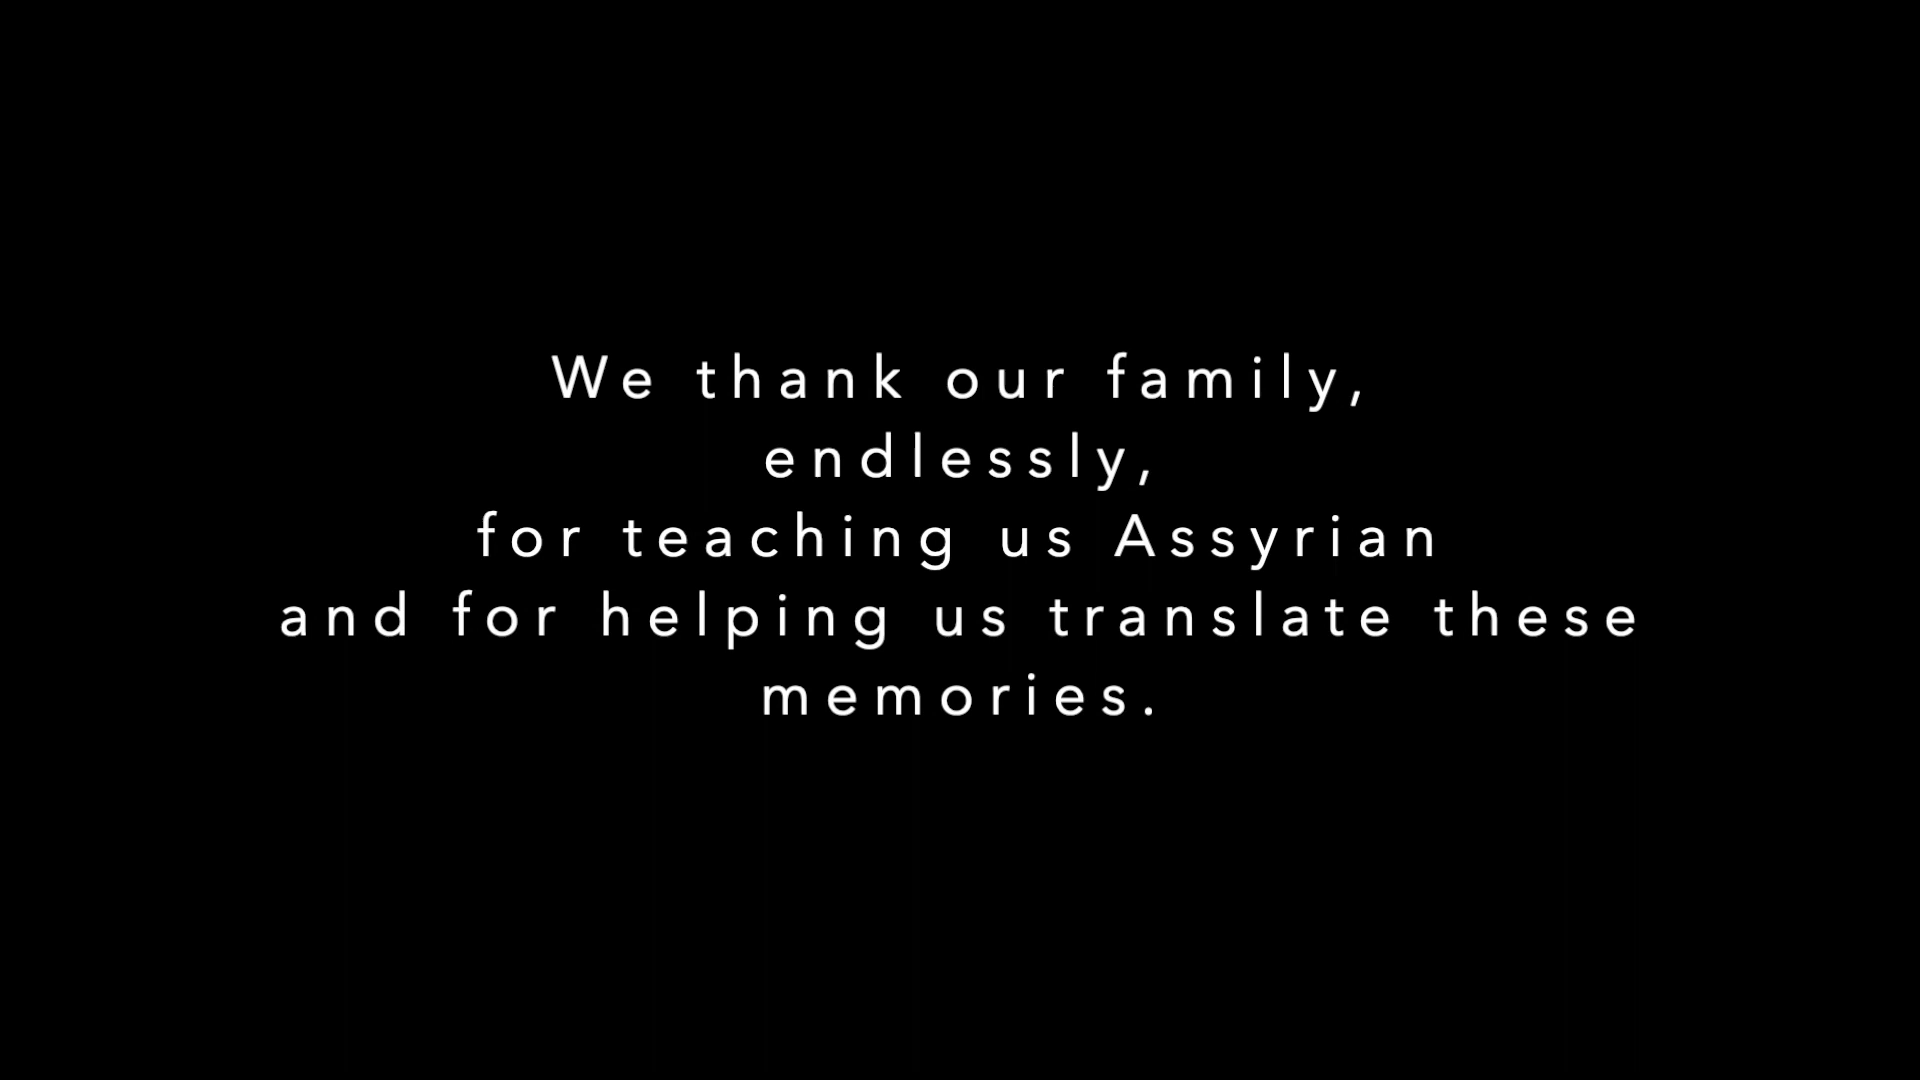 We thank our family,
endlessly,
for teaching us Assyrian
and for helping us translate these
memories.